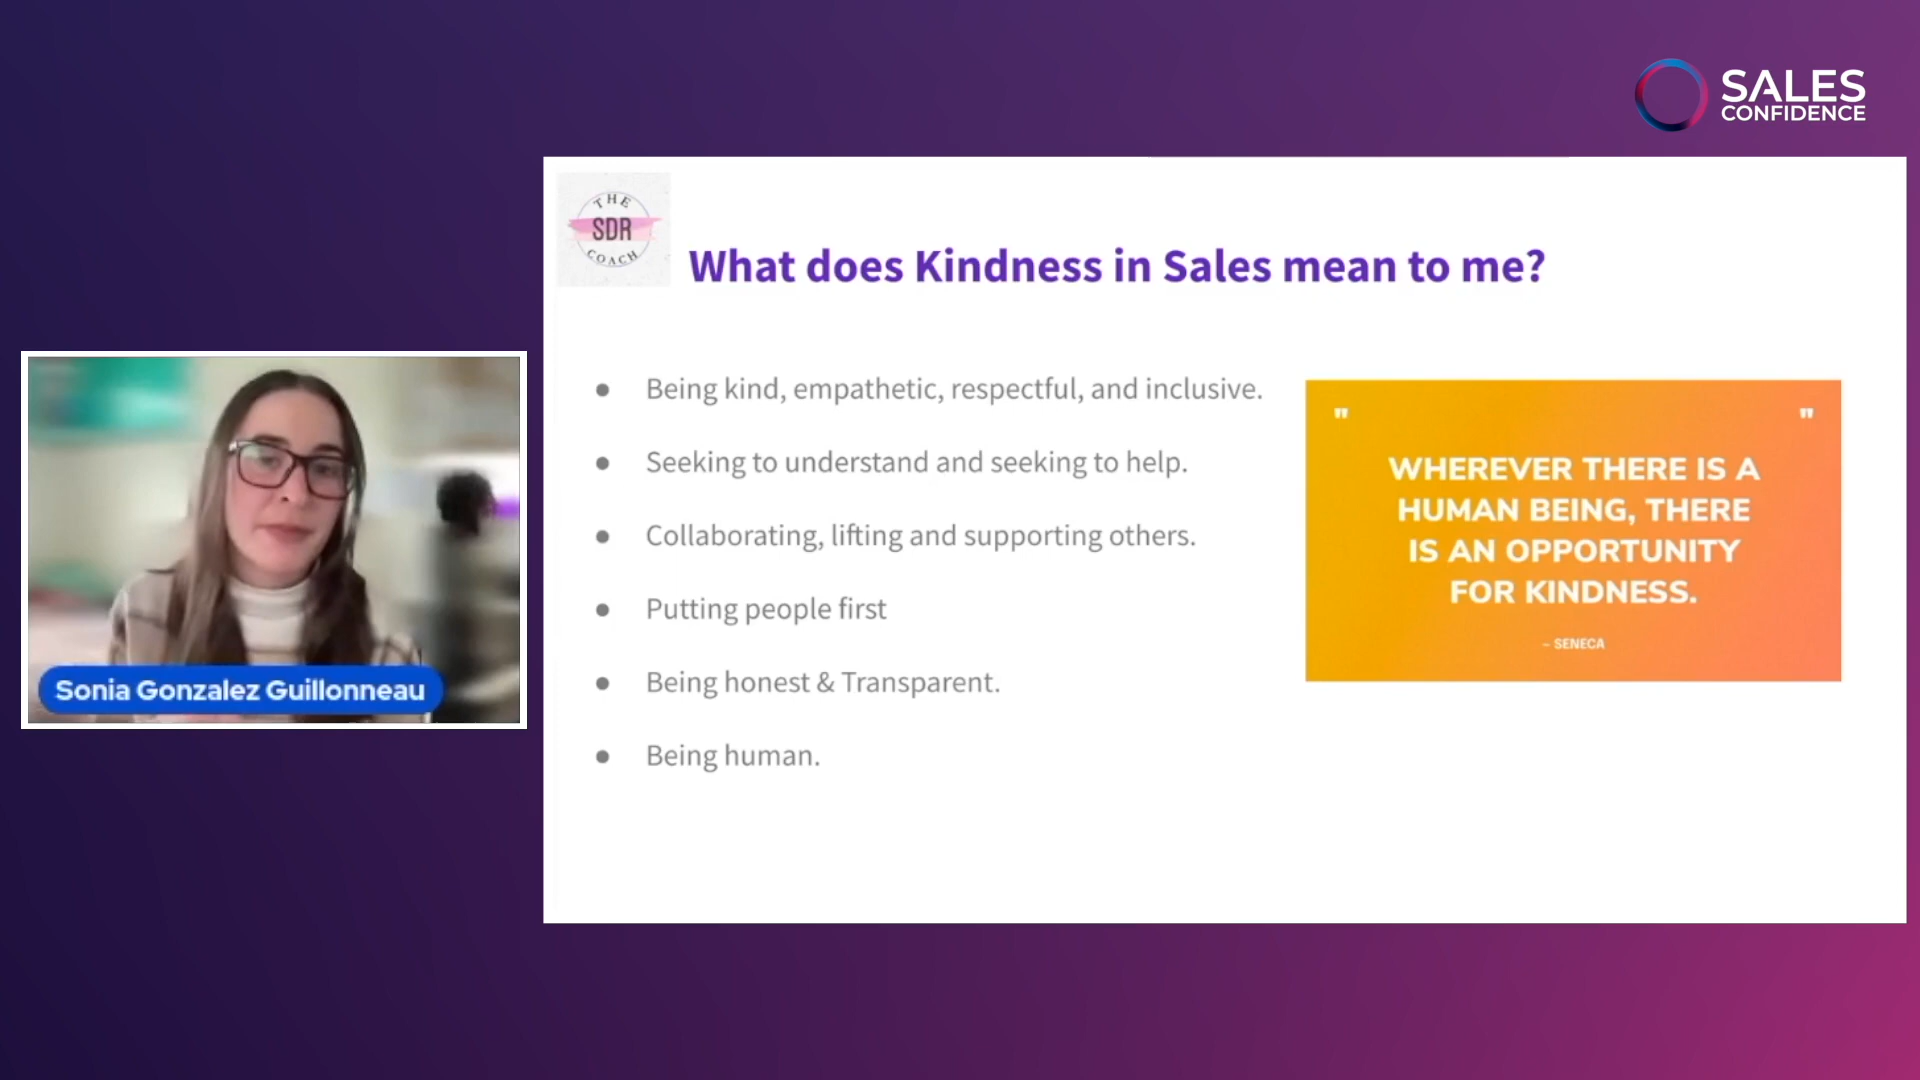 SALES
CONFIDENCE
THE
SDR
COACH
What does Kindness in Sales mean to me?
● Being kind, empathetic, respectful, and inclusive.
● Seeking to understand and seeking to help.
● Collaborating, lifting and supporting others.
● Putting people first
● Being honest & Transparent.
● Being human.
" "
WHEREVER THERE IS A
HUMAN BEING, THERE
IS AN OPPORTUNITY
FOR KINDNESS.
– SENECA
Sonia Gonzalez Guillonneau